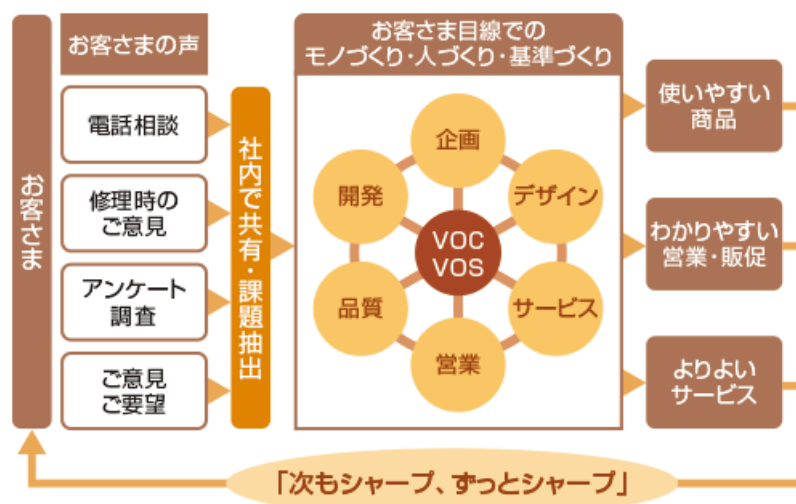 お客さま
お客さまの声
電話相談
修理時の
ご意見
アンケート
調査
ご意見
ご要望
社内で共有・課題抽出
お客さま目線での
モノづくり・人づくり・基準づくり
企画
開発
デザイン
VOC
VOS
品質
サービス
営業
使いやすい
商品
わかりやすい
営業・販促
よりよい
サービス
「次もシャープ、ずっとシャープ」